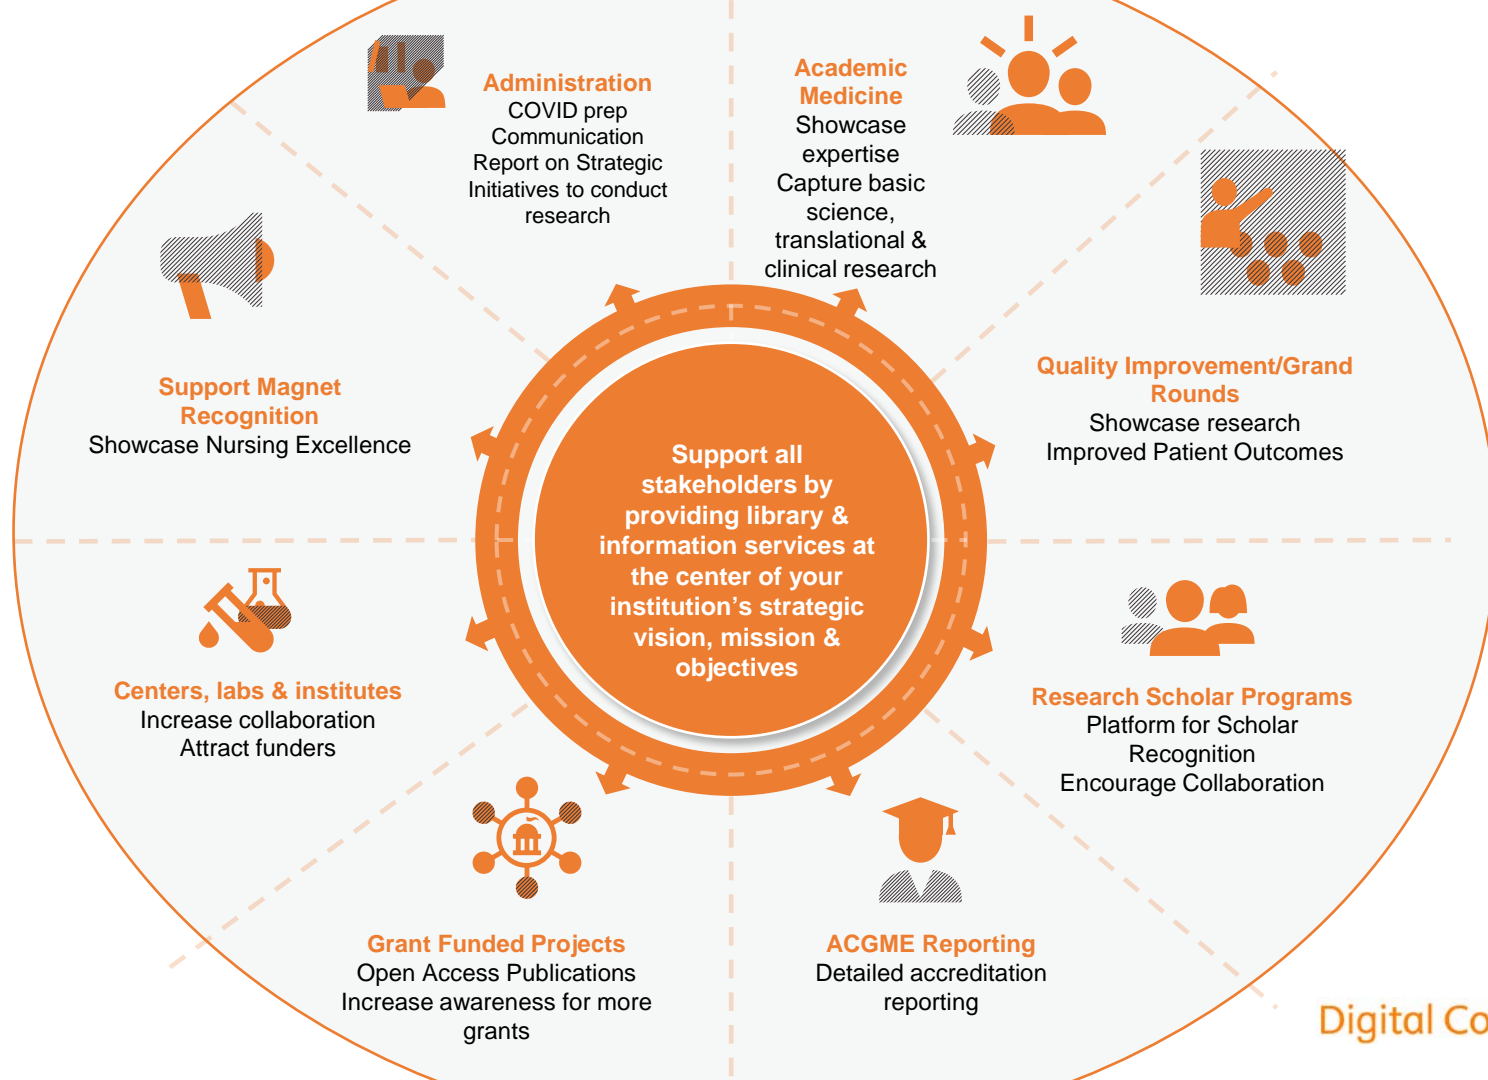 Administration
COVID prep
Communication
Report on Strategic
Initiatives to conduct
research
Academic
Medicine
Showcase
expertise
Capture basic
science,
translational &
clinical research
Support Magnet
Recognition
Showcase Nursing Excellence
Quality Improvement/Grand
Rounds
Showcase research
Improved Patient Outcomes
Support all
stakeholders by
providing library &
information services at
the center of your
institution’s strategic
vision, mission &
objectives
Centers, labs & institutes
Increase collaboration
Attract funders
Research Scholar Programs
Platform for Scholar
Recognition
Encourage Collaboration
Grant Funded Projects
Open Access Publications
Increase awareness for more
grants
ACGME Reporting
Detailed accreditation
reporting
Digital Co